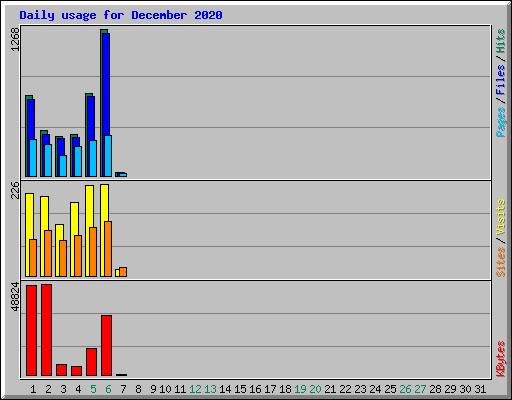 Daily usage for December 2020
1268
Pages/Files/Hits
226
Sites/Visits
48824
KBytes
1 2 3 4 5 6 7 8 9 10 11 12 13 14 15 16 17 18 19 20 21 22 23 24 25 26 27 28 29 30 31